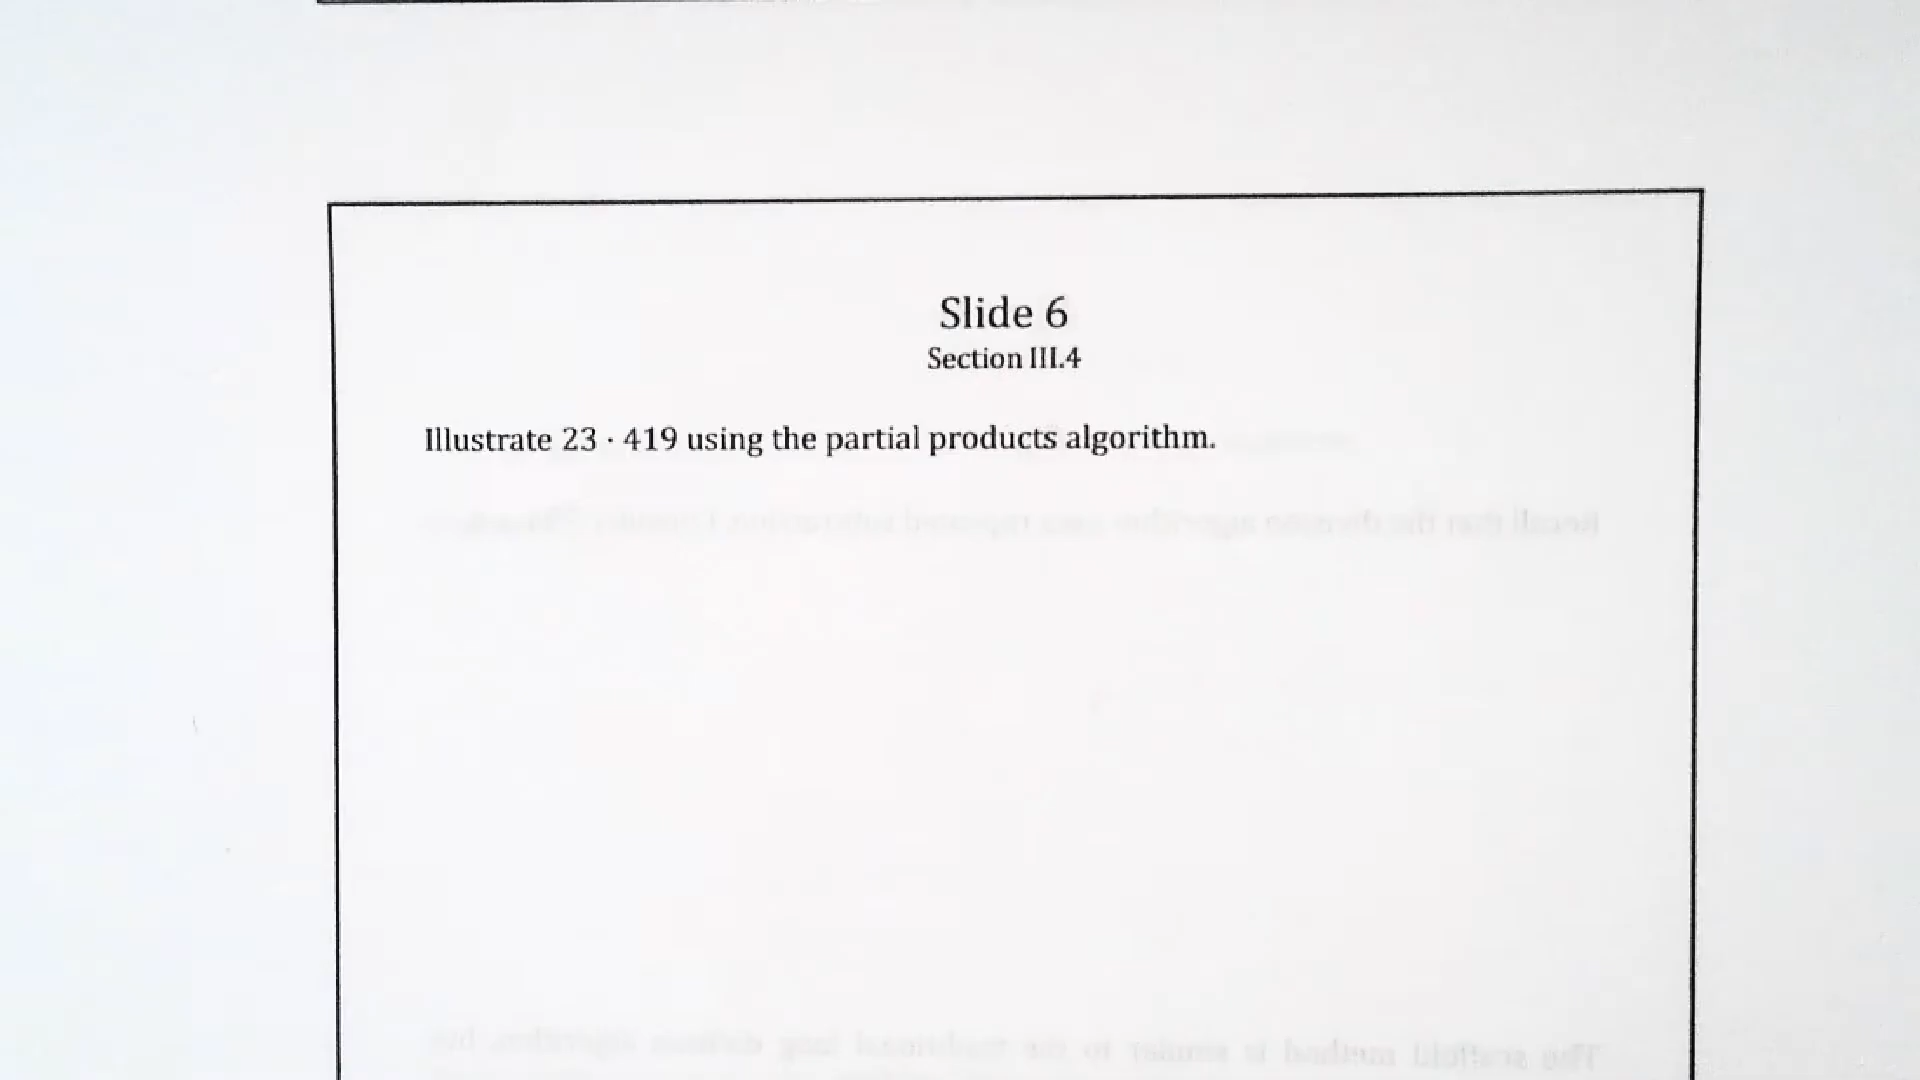 Slide 6
Section III.4
Illustrate 23 · 419 using the partial products algorithm.